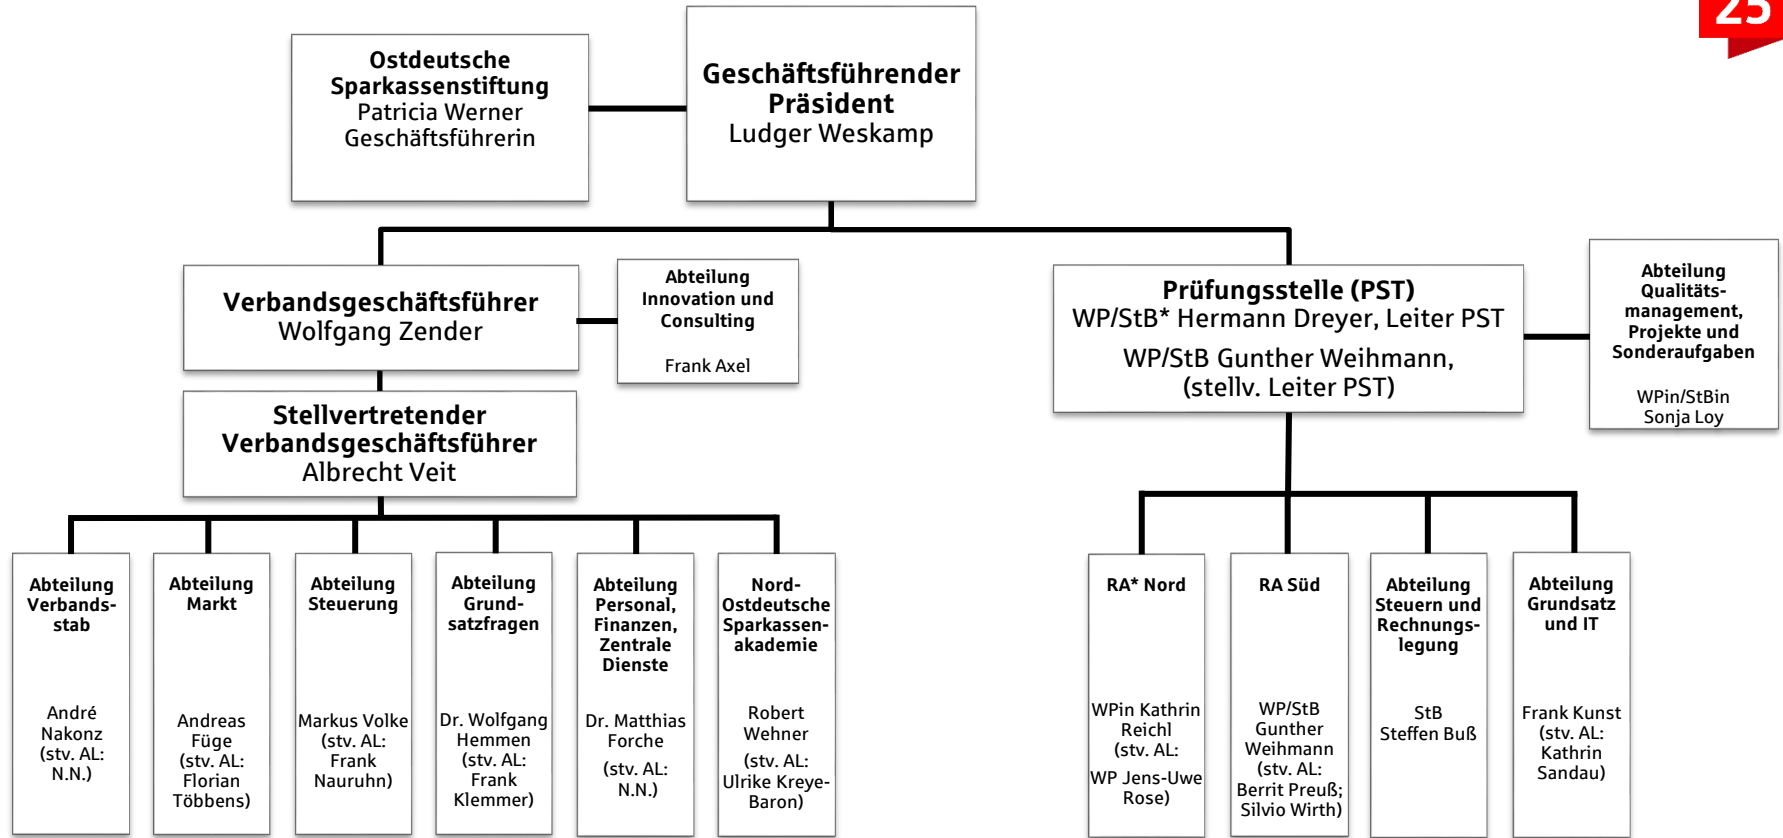 25
Ostdeutsche
Sparkassenstiftung
Patricia Werner
Geschäftsführerin
Geschäftsführender
Präsident
Ludger Weskamp
Verbandsgeschäftsführer
Wolfgang Zender
Abteilung
Innovation und
Consulting
Frank Axel
Prüfungsstelle (PST)
WP/StB* Hermann Dreyer, Leiter PST
WP/StB Gunther Weihmann,
(stellv. Leiter PST)
Abteilung
Qualitäts-
management,
Projekte und
Sonderaufgaben
WPin/StBin
Sonja Loy
Stellvertretender
Verbandsgeschäftsführer
Albrecht Veit
Abteilung
Verbands-
stab
André
Nakonz
(stv. AL:
N.N.)
Abteilung
Markt
Andreas
Füge
(stv. AL:
Florian
Többens)
Abteilung
Steuerung
Markus Volke
(stv. AL:
Frank
Nauruhn)
Abteilung
Grund-
satzfragen
Dr. Wolfgang
Hemmen
(stv. AL:
Frank
Klemmer)
Abteilung
Personal,
Finanzen,
Zentrale
Dienste
Dr. Matthias
Forche
(stv. AL:
N.N.)
Nord-
Ostdeutsche
Sparkassen-
akademie
Robert
Wehner
(stv. AL:
Ulrike Kreye-
Baron)
RA* Nord
WPin Kathrin
Reichl
(stv. AL:
WP Jens-Uwe
Rose)
RA Süd
WP/StB
Gunther
Weihmann
(stv. AL:
Berrit Preuß;
Silvio Wirth)
Abteilung
Steuern und
Rechnungs-
legung
StB
Steffen Buß
Abteilung
Grundsatz
und IT
Frank Kunst
(stv. AL:
Kathrin
Sandau)